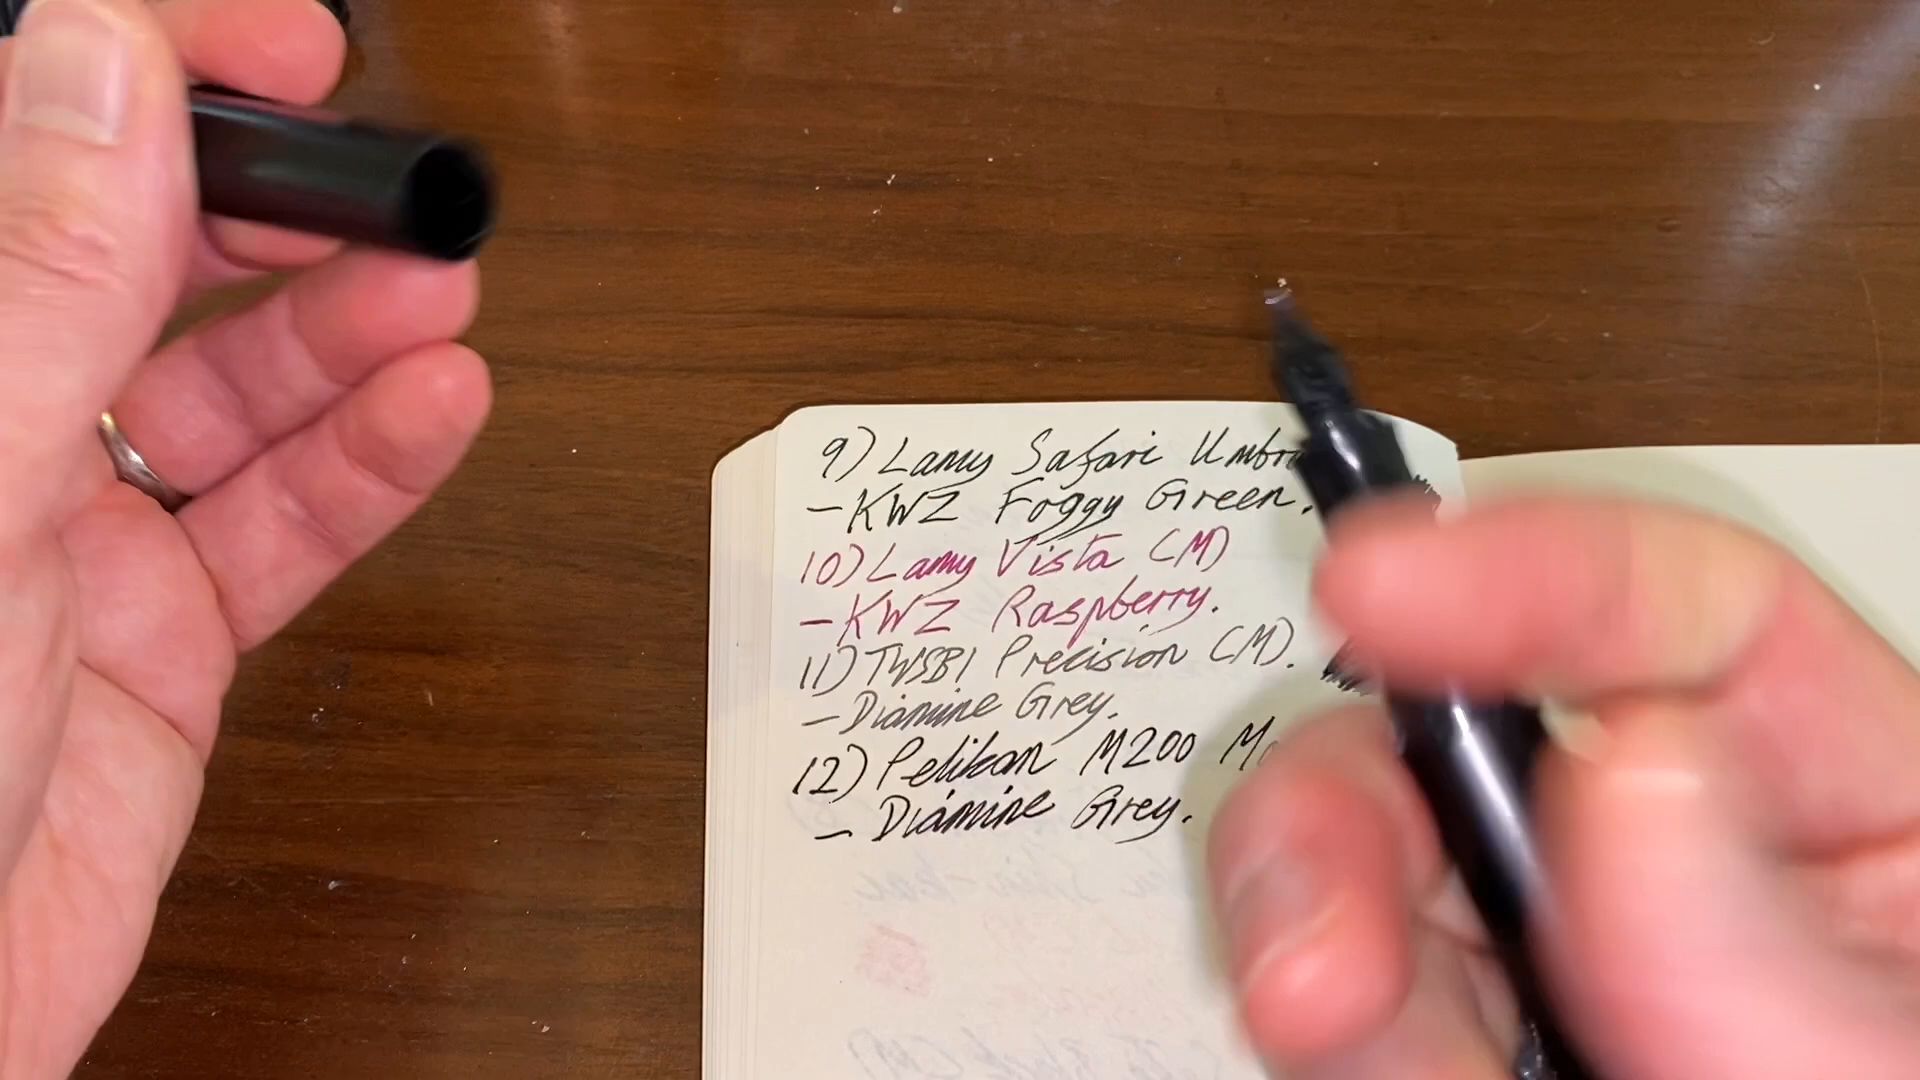 9) Lamy Safari
- KWZ Foggy Green.
10) Lamy Vista (M)
- KWZ Raspberry.
11) TWSBI Precision (M).
- Diamine Grey.
12) Pelikan M200
- Diamine Grey.